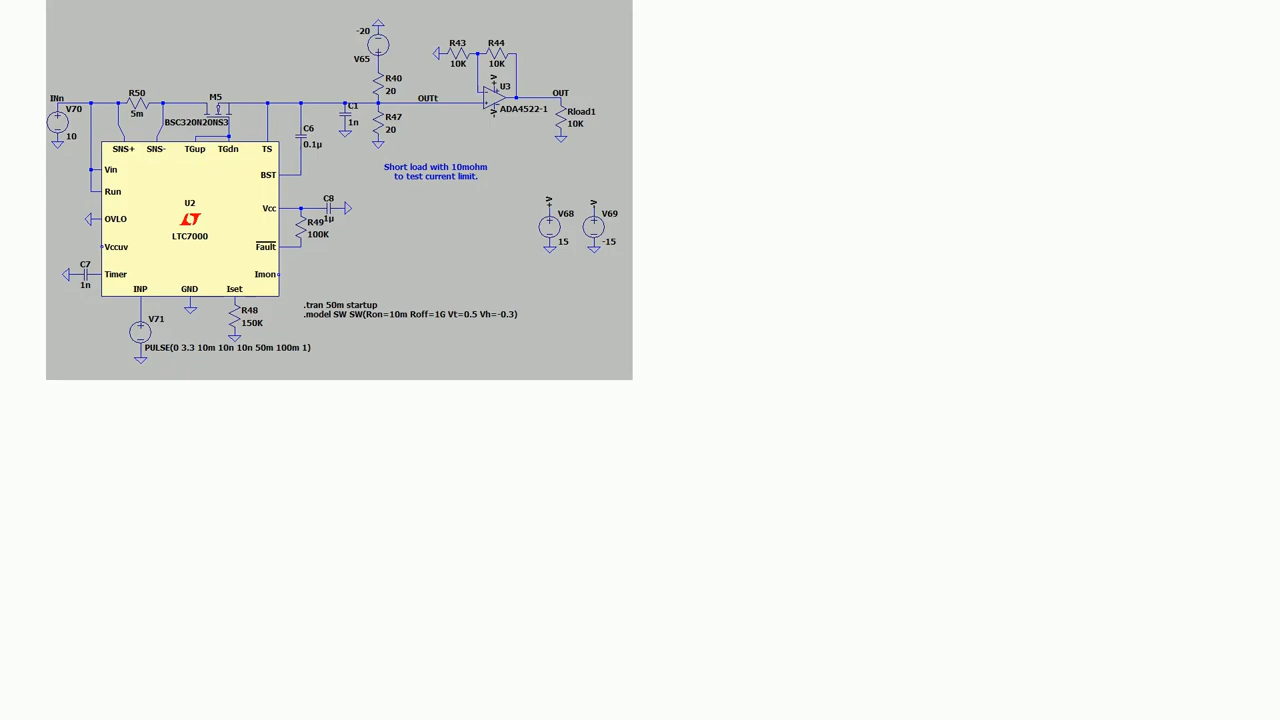 -20
V65
R40
20
R43
10K
R44
10K
+V
U3
-V
ADA4522-1
OUT
Rload1
10K
INn
V70
10
R50
5m
M5
BSC320N20NS3
C1
1n
OUTt
R47
20
C6
0.1µ
SNS+
SNS-
TGup
TGdn
TS
Vin
BST
Run
U2
Vcc
OVLO
LTC7000
Vccuv
Fault
Timer
Imon
INP
GND
Iset
C8
1µ
R49
100K
C7
1n
Short load with 10mohm
to test current limit.
+V
V68
15
-V
V69
-15
R48
150K
V71
PULSE(0 3.3 10m 10n 10n 50m 100m 1)
.tran 50m startup
.model SW SW(Ron=10m Roff=1G Vt=0.5 Vh=-0.3)